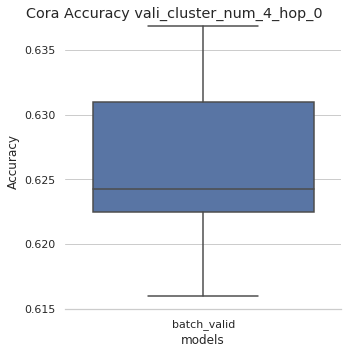 Cora Accuracy vali_cluster_num_4_hop_0
0.635
0.630
0.625
0.620
0.615
Accuracy
batch_valid
models